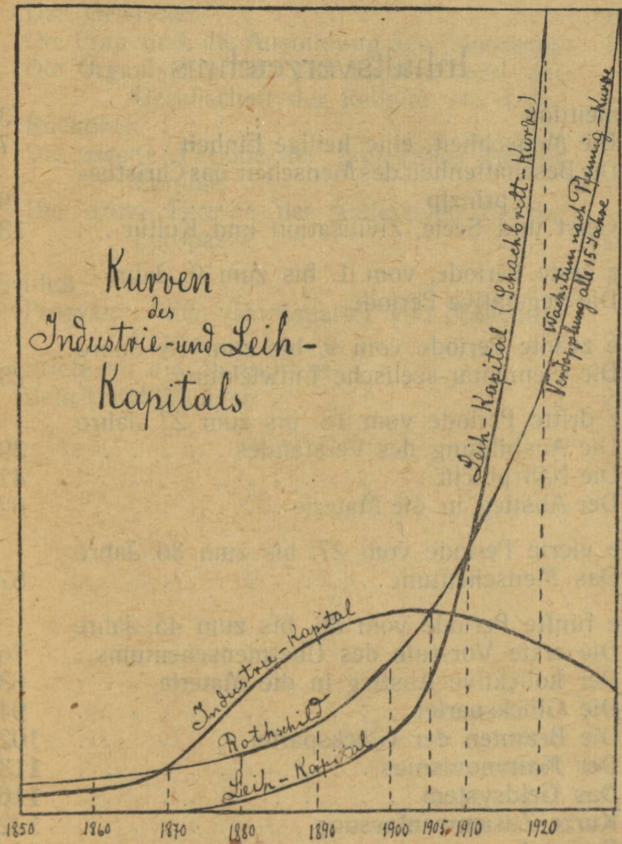 Kurven
des
Industrie-und Leih-
Kapitals
Leih-Kapital (Schachbrett-Kurve)
Wachstum nach Pfennig-Kurve
Verdopplung alle 15 Jahre
Industrie-Kapital
Rothschild
Leih-Kapital
1850 1860 1870 1880 1890 1900 1905 1910 1920